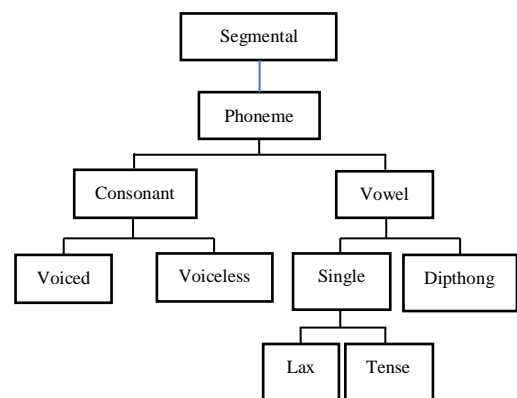 Segmental
Phoneme
Consonant
Vowel
Voiced
Voiceless
Single
Dipthong
Lax
Tense